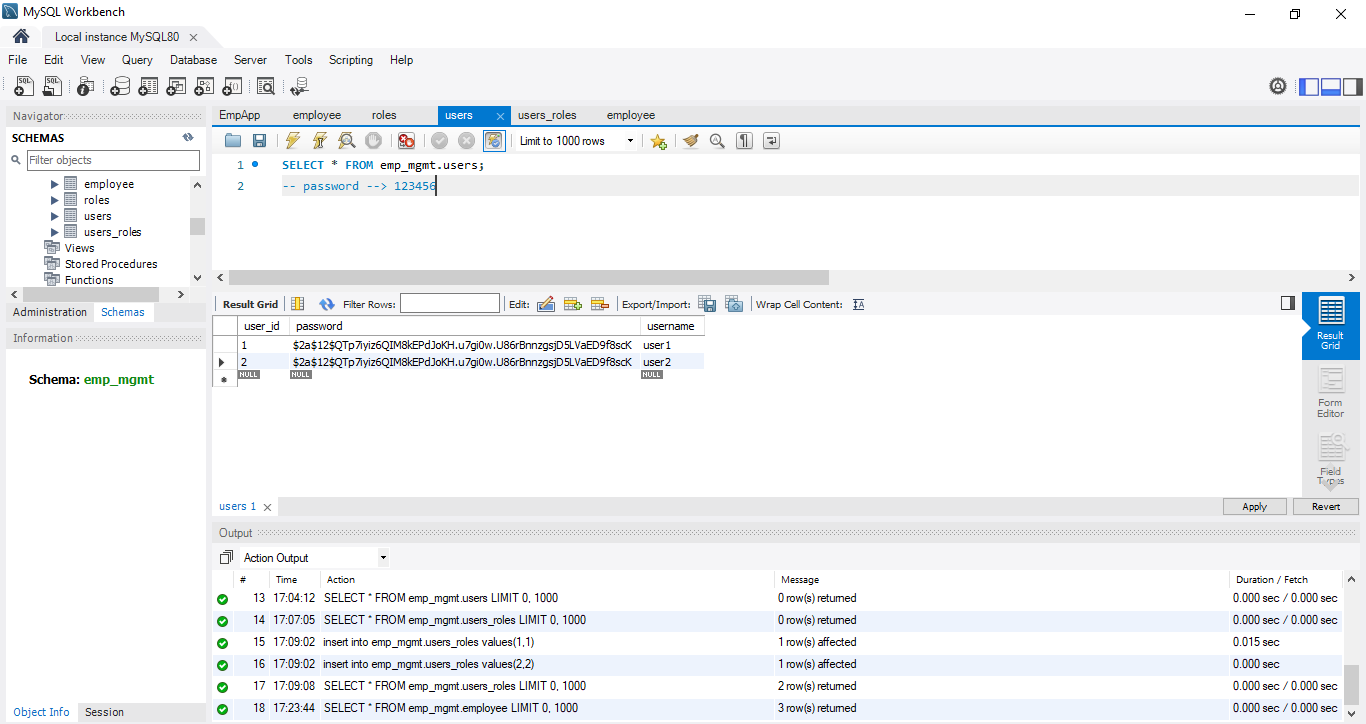 MySQL Workbench
Local instance MySQL80
File Edit View Query Database Server Tools Scripting Help
Navigator
SCHEMAS
Filter objects
employee
roles
users
users_roles
Views
Stored Procedures
Functions
Administration Schemas
Information
Schema: emp_mgmt
Object Info Session
EmpApp employee roles users users_roles employee
Limit to 1000 rows
1 SELECT * FROM emp_mgmt.users;
2 -- password --> 123456
Result Grid Filter Rows: Edit: Export/Import: Wrap Cell Content:
user_id password username
1 $2a$12$QTp7iyiz6QIM8kEPdJoKH.u7gi0w.U86rBnnzgsjD5LVaED9f8scK user1
2 $2a$12$QTp7iyiz6QIM8kEPdJoKH.u7gi0w.U86rBnnzgsjD5LVaED9f8scK user2
NULL NULL NULL
Result
Grid
Form
Editor
Field
Types
users 1
Apply Revert
Output
Action Output
# Time Action Message Duration / Fetch
13 17:04:12 SELECT * FROM emp_mgmt.users LIMIT 0, 1000 0 row(s) returned 0.000 sec / 0.000 sec
14 17:07:05 SELECT * FROM emp_mgmt.users_roles LIMIT 0, 1000 0 row(s) returned 0.000 sec / 0.000 sec
15 17:09:02 insert into emp_mgmt.users_roles values(1,1) 1 row(s) affected 0.015 sec
16 17:09:02 insert into emp_mgmt.users_roles values(2,2) 1 row(s) affected 0.000 sec
17 17:09:08 SELECT * FROM emp_mgmt.users_roles LIMIT 0, 1000 2 row(s) returned 0.000 sec / 0.000 sec
18 17:23:44 SELECT * FROM emp_mgmt.employee LIMIT 0, 1000 3 row(s) returned 0.000 sec / 0.000 sec